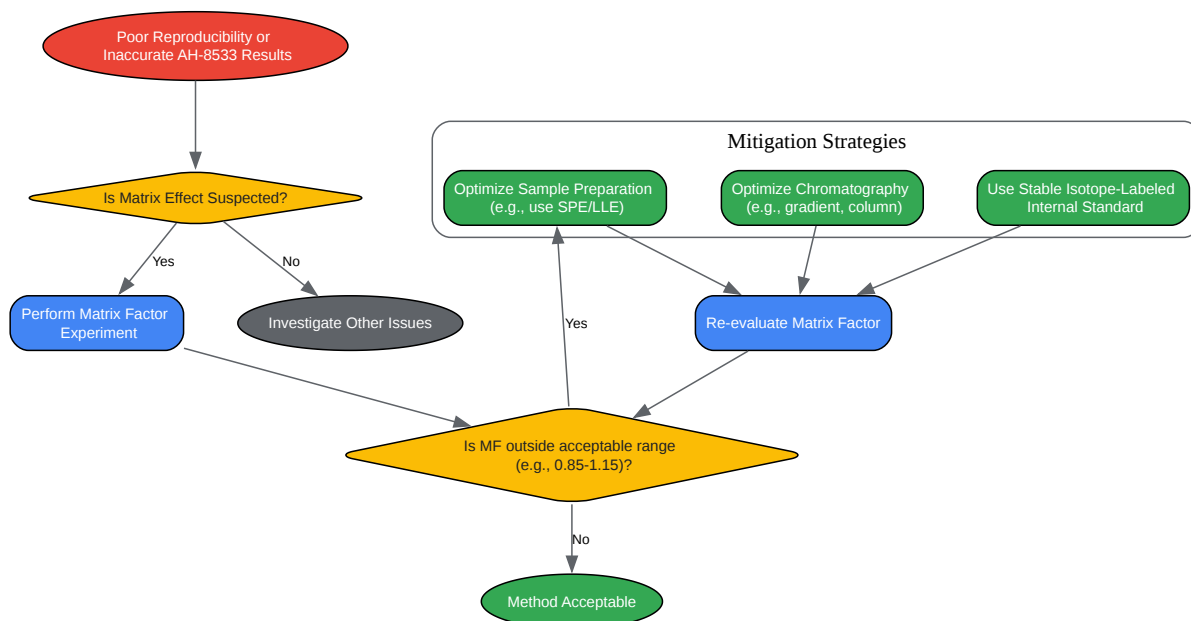 Poor Reproducibility or
Inaccurate AH-8533 Results
Mitigation Strategies
Optimize Sample Preparation
(e.g., use SPE/LLE)
Optimize Chromatography
(e.g., gradient, column)
Use Stable Isotope-Labeled
Internal Standard
Is Matrix Effect Suspected?
Yes
No
Perform Matrix Factor
Experiment
Investigate Other Issues
Yes
Re-evaluate Matrix Factor
Is MF outside acceptable range
(e.g., 0.85-1.15)?
No
Method Acceptable